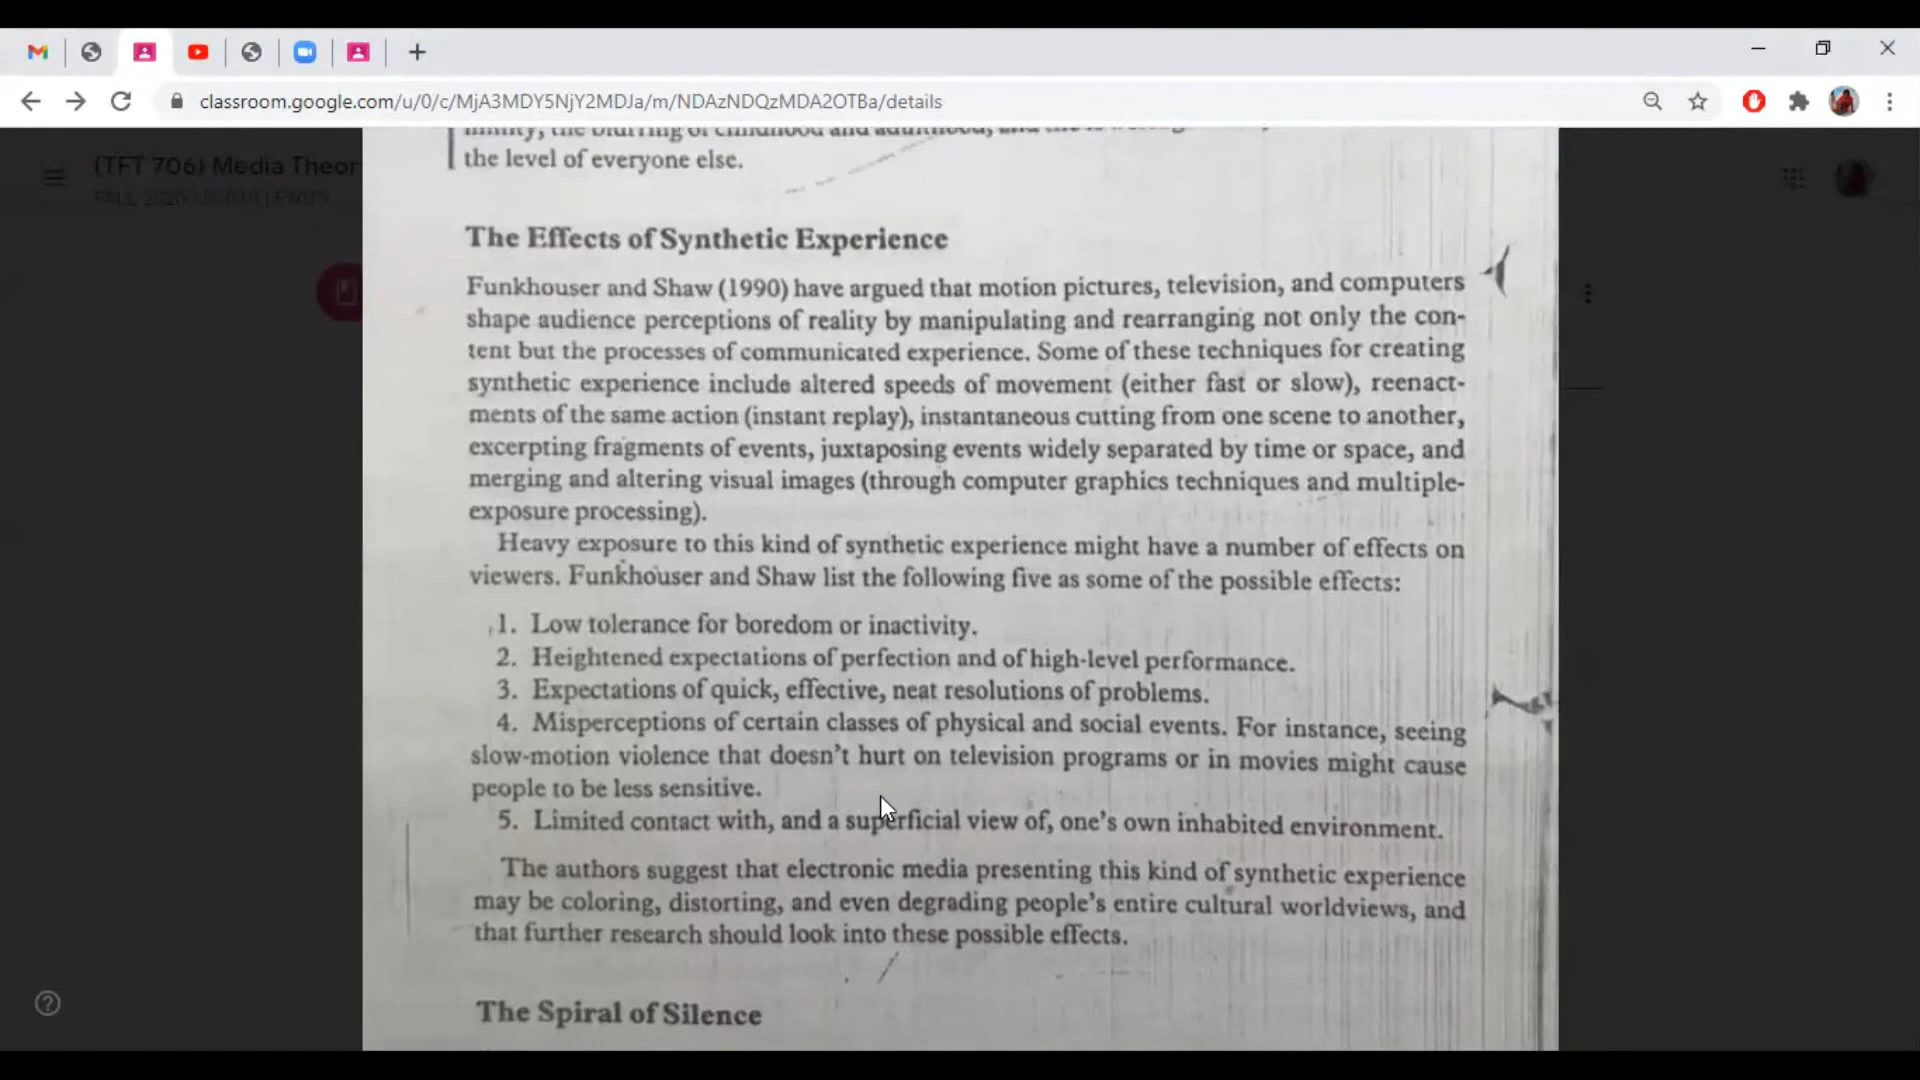 classroom.google.com/u/0/c/MjA3MDY5NjY2MDJa/m/NDAzNDQzMDA2OTBa/details
(TFT 706) Media Theor
the blurring of childhood and adulthood,
the level of everyone else.
The Effects of Synthetic Experience
Funkhouser and Shaw (1990) have argued that motion pictures, television, and computers
shape audience perceptions of reality by manipulating and rearranging not only the con-
tent but the processes of communicated experience. Some of these techniques for creating
synthetic experience include altered speeds of movement (either fast or slow), reenact-
ments of the same action (instant replay), instantaneous cutting from one scene to another,
excerpting fragments of events, juxtaposing events widely separated by time or space, and
merging and altering visual images (through computer graphics techniques and multiple-
exposure processing).
Heavy exposure to this kind of synthetic experience might have a number of effects on
viewers. Funkhouser and Shaw list the following five as some of the possible effects:
1. Low tolerance for boredom or inactivity.
2. Heightened expectations of perfection and of high-level performance.
3. Expectations of quick, effective, neat resolutions of problems.
4. Misperceptions of certain classes of physical and social events. For instance, seeing
slow-motion violence that doesn't hurt on television programs or in movies might cause
people to be less sensitive.
5. Limited contact with, and a superficial view of, one's own inhabited environment.
The authors suggest that electronic media presenting this kind of synthetic experience
may be coloring, distorting, and even degrading people's entire cultural worldviews, and
that further research should look into these possible effects.
The Spiral of Silence